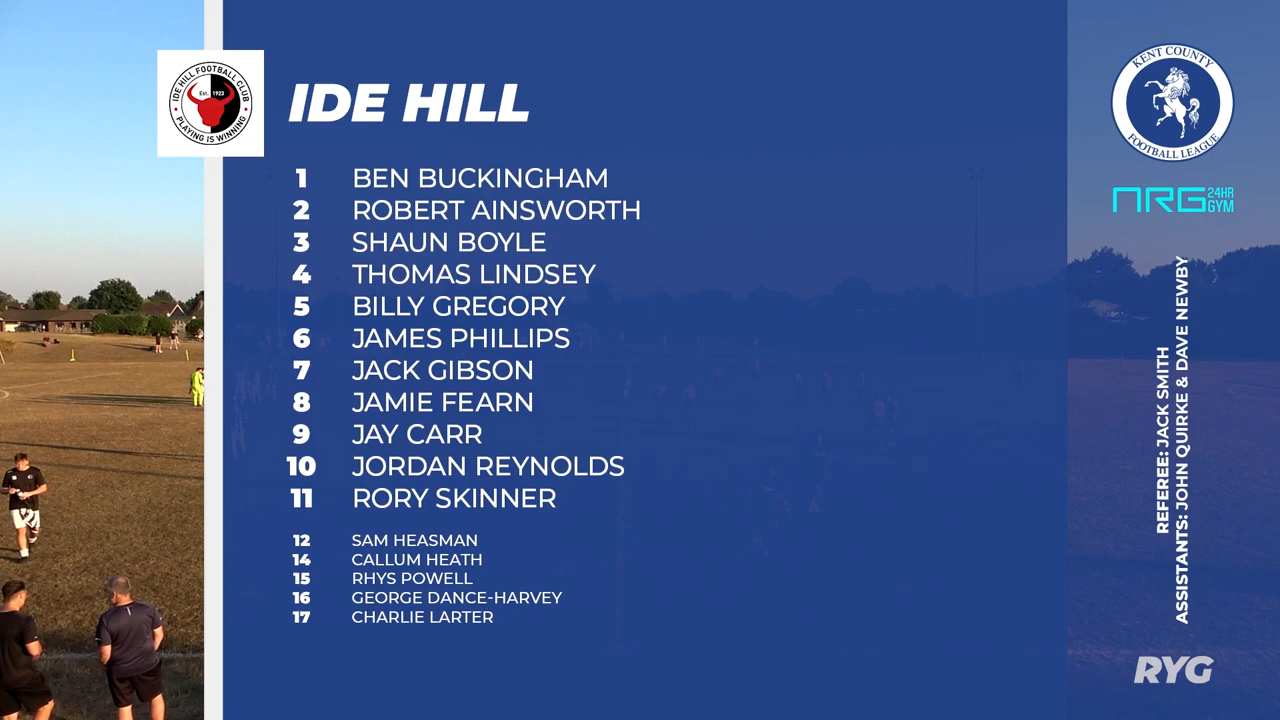 IDE HILL FOOTBALL CLUB
Est. 1923
PLAYING IS WINNING
IDE HILL
1 BEN BUCKINGHAM
2 ROBERT AINSWORTH
3 SHAUN BOYLE
4 THOMAS LINDSEY
5 BILLY GREGORY
6 JAMES PHILLIPS
7 JACK GIBSON
8 JAMIE FEARN
9 JAY CARR
10 JORDAN REYNOLDS
11 RORY SKINNER
12 SAM HEASMAN
14 CALLUM HEATH
15 RHYS POWELL
16 GEORGE DANCE-HARVEY
17 CHARLIE LARTER
KENT COUNTY
FOOTBALL LEAGUE
NRG 24HR GYM
REFEREE: JACK SMITH
ASSISTANTS: JOHN QUIRKE & DAVE NEWBY
RYG